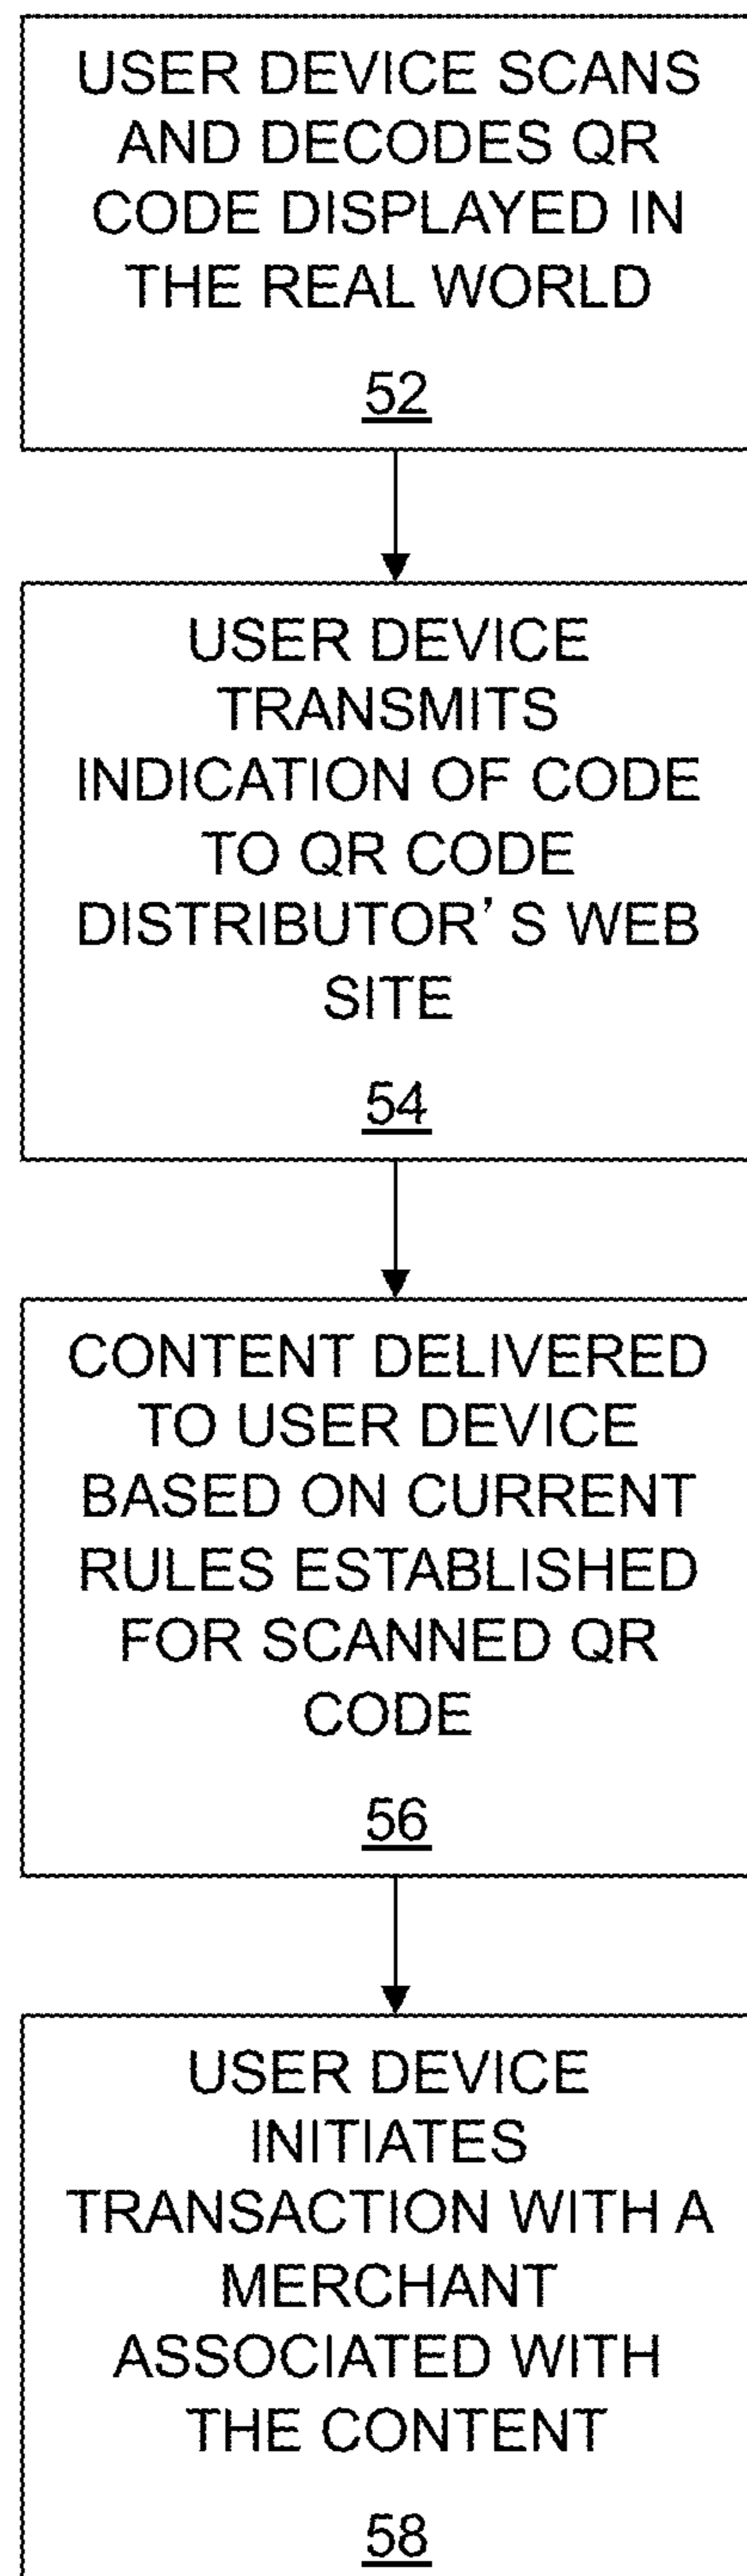 USER DEVICE SCANS
AND DECODES QR
CODE DISPLAYED IN
THE REAL WORLD
52
USER DEVICE
TRANSMITS
INDICATION OF CODE
TO QR CODE
DISTRIBUTOR'S WEB
SITE
54
CONTENT DELIVERED
TO USER DEVICE
BASED ON CURRENT
RULES ESTABLISHED
FOR SCANNED QR
CODE
56
USER DEVICE
INITIATES
TRANSACTION WITH A
MERCHANT
ASSOCIATED WITH
THE CONTENT
58